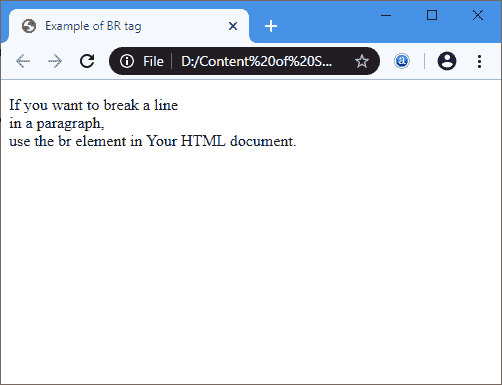 Example of BR tag
File
D:/Content%20of%20S...
If you want to break a line
in a paragraph,
use the br element in Your HTML document.